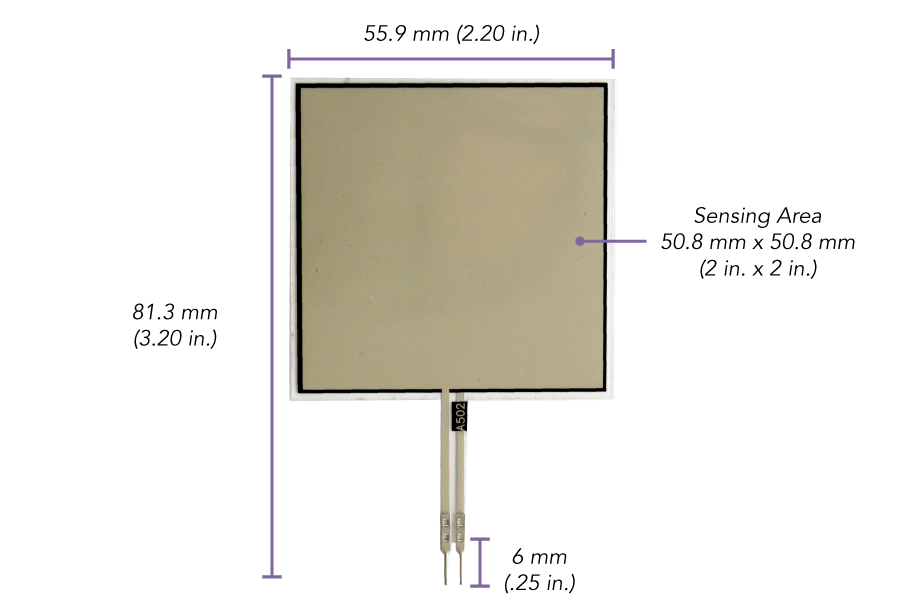 55.9 mm (2.20 in.)
Sensing Area
50.8 mm x 50.8 mm
(2 in. x 2 in.)
81.3 mm
(3.20 in.)
A502
6 mm
(.25 in.)